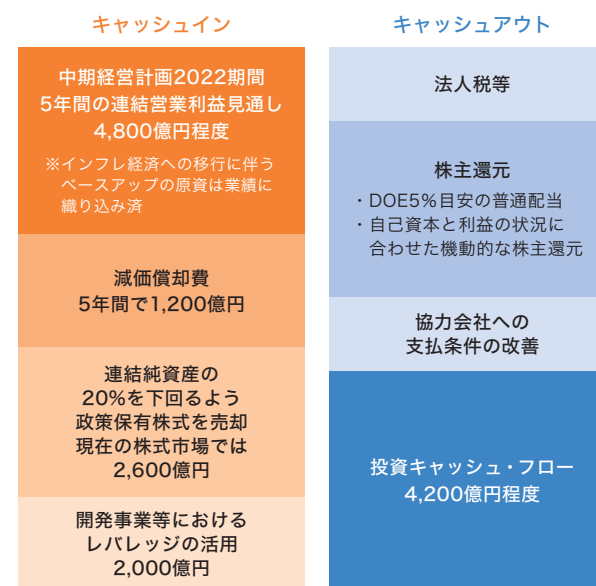 キャッシュイン
中期経営計画2022期間
5年間の連結営業利益見通し
4,800億円程度
※インフレ経済への移行に伴う
ベースアップの原資は業績に
織り込み済
減価償却費
5年間で1,200億円
連結純資産の
20%を下回るよう
政策保有株式を売却
現在の株式市場では
2,600億円
開発事業等における
レバレッジの活用
2,000億円
キャッシュアウト
法人税等
株主還元
・DOE5%目安の普通配当
・自己資本と利益の状況に
合わせた機動的な株主還元
協力会社への
支払条件の改善
投資キャッシュ・フロー
4,200億円程度